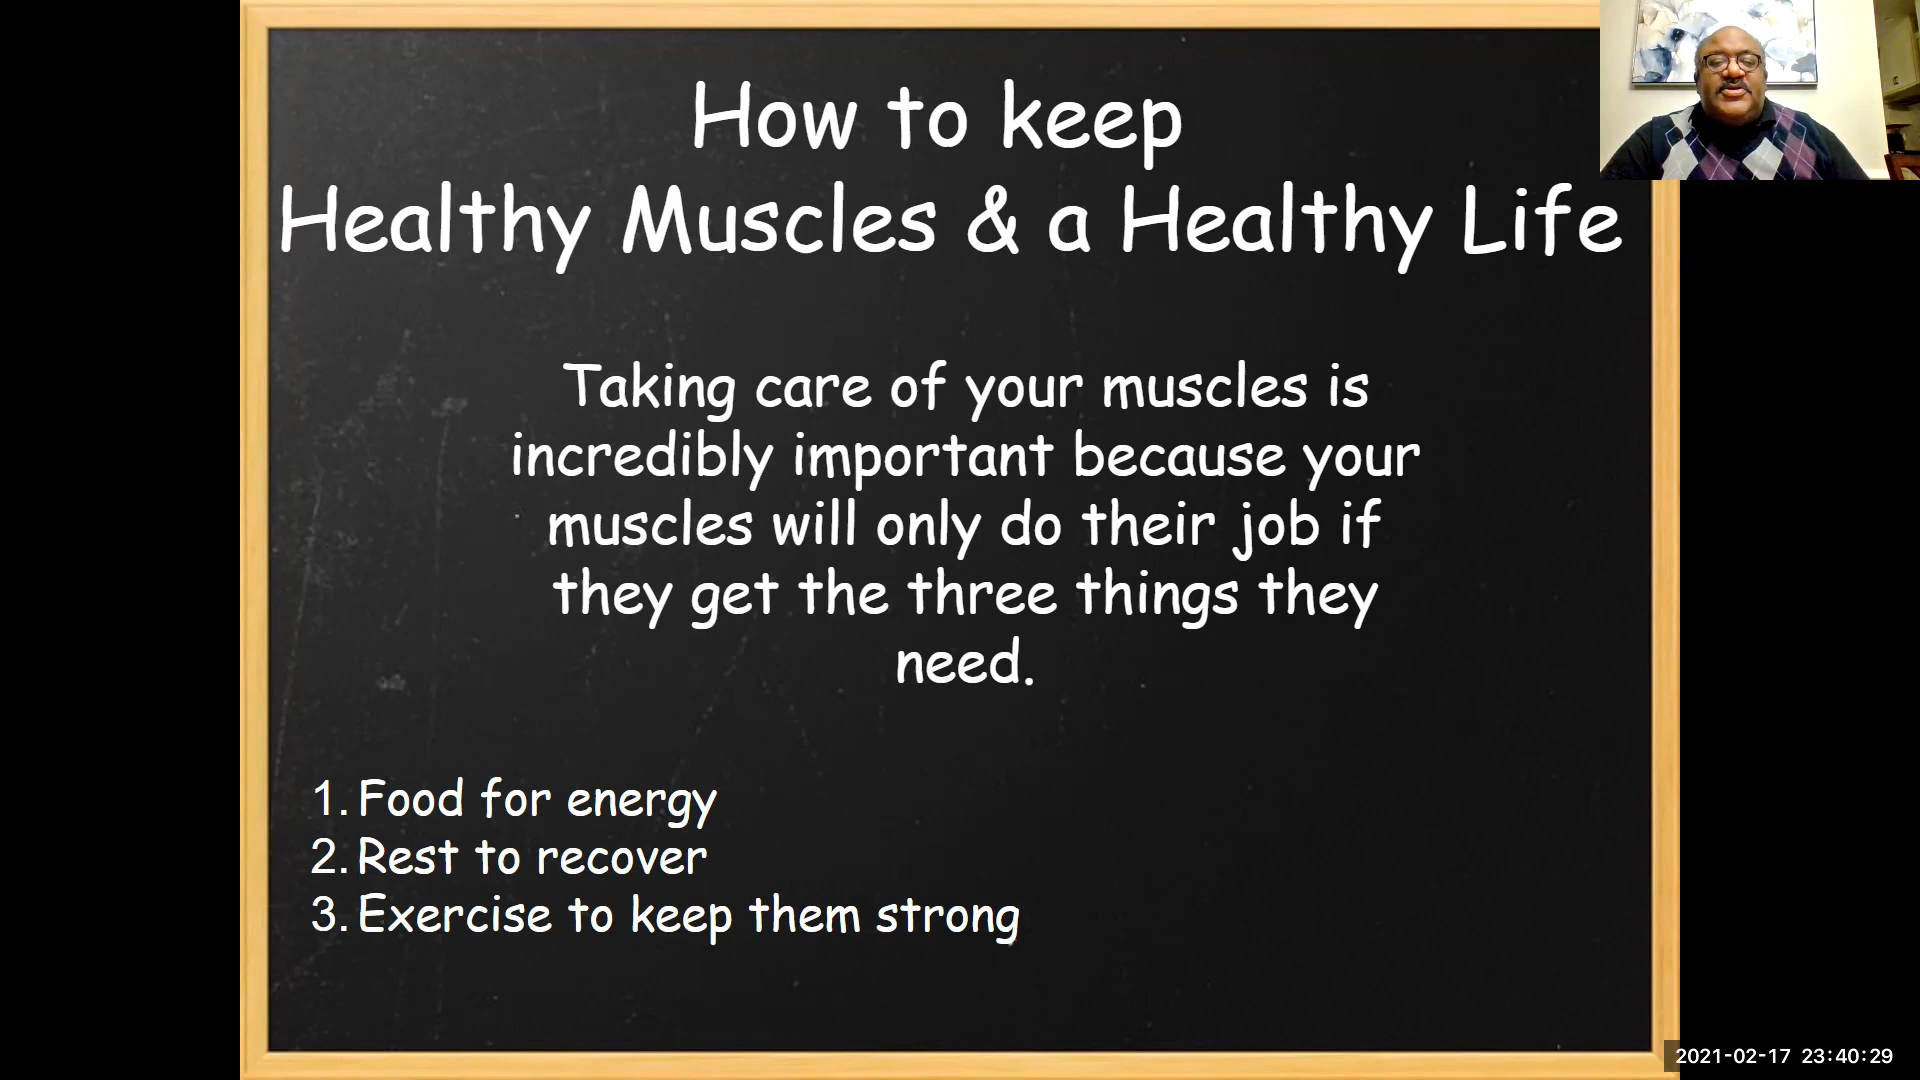 How to keep
Healthy Muscles & a Healthy Life
Taking care of your muscles is
incredibly important because your
muscles will only do their job if
they get the three things they
need.
1. Food for energy
2. Rest to recover
3. Exercise to keep them strong
2021-02-17 23:40:29